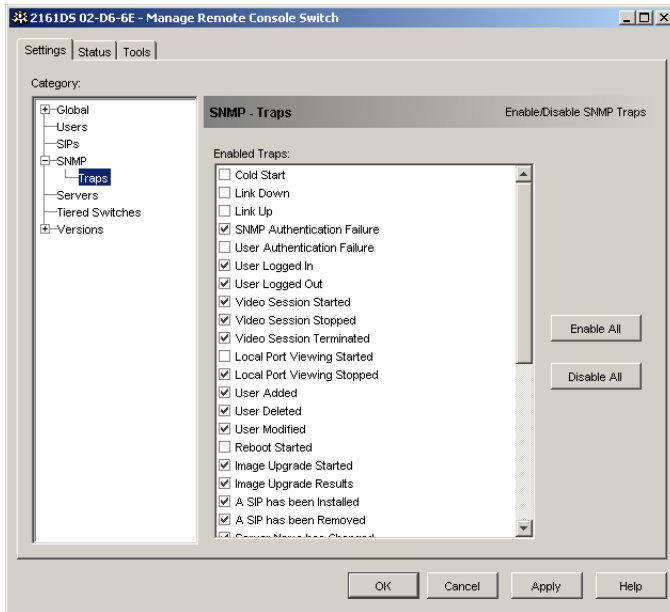 2161DS 02-D6-6E - Manage Remote Console Switch
Settings Status Tools
Category:
Global
Users
SIPs
SNMP
Traps
Servers
Tiered Switches
Versions
SNMP - Traps
Enable/Disable SNMP Traps
Enabled Traps:
Cold Start
Link Down
Link Up
SNMP Authentication Failure
User Authentication Failure
User Logged In
User Logged Out
Video Session Started
Video Session Stopped
Video Session Terminated
Local Port Viewing Started
Local Port Viewing Stopped
User Added
User Deleted
User Modified
Reboot Started
Image Upgrade Started
Image Upgrade Results
A SIP has been Installed
A SIP has been Removed
Server Name has Changed
Enable All
Disable All
OK Cancel Apply Help